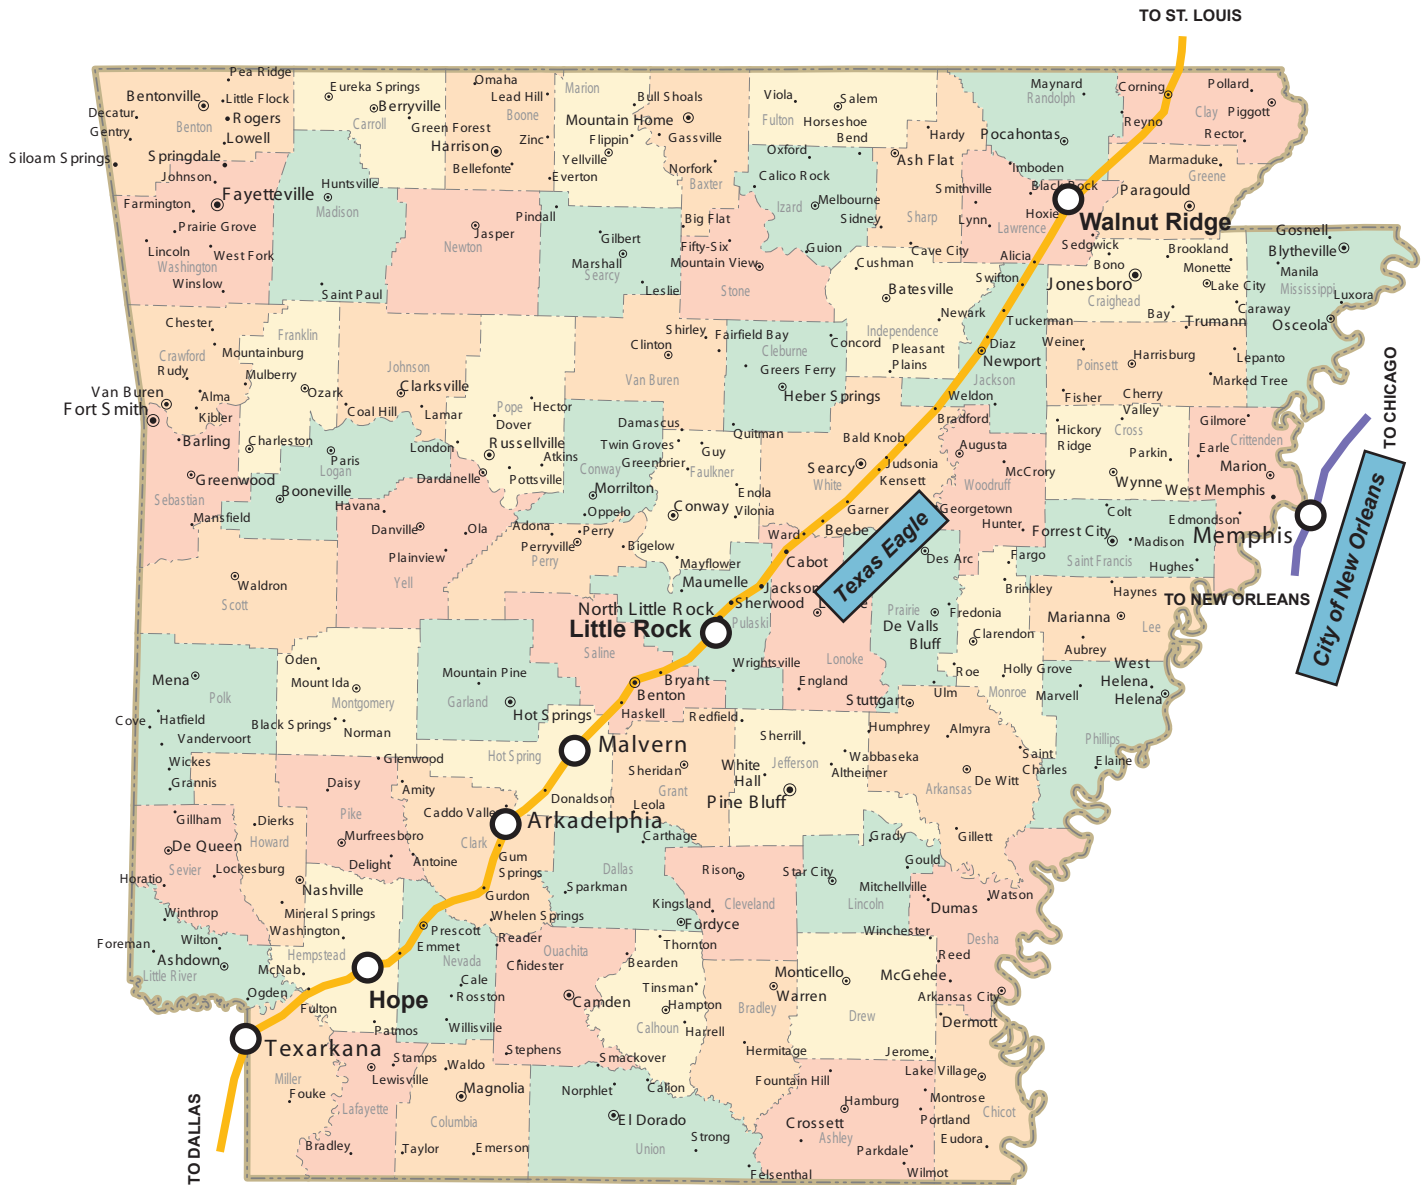 TO ST. LOUIS
Pea Ridge
Bentonville
Little Flock
Decatur
Rogers
Benton
Gentry
Lowell
Siloam Springs
Springdale
Johnson
Fayetteville
Farmington
Prairie Grove
Lincoln
West Fork
Washington
Winslow
Eureka Springs
Berryville
Carroll
Green Forest
Huntsville
Madison
Saint Paul
Omaha
Lead Hill
Boone
Harrison
Zinc
Bellefonte
Everton
Marion
Bull Shoals
Mountain Home
Flippin
Gassville
Yellville
Norfork
Baxter
Pindall
Big Flat
Jasper
Newton
Gilbert
Marshall
Searcy
Leslie
Fifty-Six
Mountain View
Stone
Viola
Salem
Fulton
Horseshoe
Bend
Oxford
Calico Rock
Izard
Melbourne
Sidney
Guion
Hardy
Ash Flat
Sharp
Cave City
Maynard
Randolph
Pocahontas
Imboden
Black Rock
Smithville
Lynn
Hoxie
Lawrence
Walnut Ridge
Sedgwick
Alicia
Corning
Reyno
Pollard
Clay
Piggott
Rector
Marmaduke
Greene
Paragould
Gosnell
Blytheville
Manila
Mississippi
Luxora
Osceola
Brookland
Bono
Monette
Jonesboro
Lake City
Craighead
Bay
Caraway
Trumann
Cushman
Batesville
Newark
Independence
Pleasant
Plains
Swifton
Tuckerman
Diaz
Newport
Jackson
Weldon
Weiner
Harrisburg
Poinsett
Lepanto
Marked Tree
Fisher
Cherry
Valley
Chester
Crawford
Mountainburg
Rudy
Mulberry
Van Buren
Alma
Fort Smith
Kibler
Franklin
Ozark
Johnson
Clarksville
Coal Hill
Lamar
Pope
Hector
Dover
Russellville
Atkins
London
Pottsville
Dardanelle
Shirley
Fairfield Bay
Clinton
Van Buren
Cleburne
Greers Ferry
Heber Springs
Concord
Damascus
Quitman
Twin Groves
Greenbrier
Guy
Faulkner
Conway
Morrilton
Oppelo
Enola
Conway
Vilonia
Bradford
Bald Knob
Searcy
Judsonia
White
Kensett
Garner
Georgetown
Beebe
Augusta
McCrory
Woodruff
Hunter
Hickory
Ridge
Cross
Parkin
Wynne
Gilmore
Crittenden
Earle
Marion
West Memphis
Edmondson
Memphis
TO CHICAGO
City of New Orleans
TO NEW ORLEANS
Texas Eagle
Barling
Charleston
Greenwood
Sebastian
Mansfield
Paris
Logan
Booneville
Havana
Danville
Ola
Plainview
Yell
Adona
Perry
Perryville
Bigelow
Perry
Waldron
Scott
Ward
Cabot
Mayflower
Maumelle
North Little Rock
Sherwood
Little Rock
Pulaski
Saline
Wrightsville
Lonoke
England
Des Arc
Prairie
De Valls
Bluff
Fredonia
Clarendon
Roe
Holly Grove
Monroe
Ulm
Stuttgart
Fargo
Brinkley
Colt
Forrest City
Madison
Saint Francis
Hughes
Haynes
Marianna
Lee
Aubrey
West
Helena
Helena
Marvell
Phillips
Elaine
Mena
Polk
Cove
Hatfield
Vandervoort
Wickes
Grannis
Oden
Mount Ida
Montgomery
Black Springs
Norman
Mountain Pine
Garland
Hot Springs
Bryant
Benton
Haskell
Malvern
Hot Spring
Glenwood
Amity
Caddo Valley
Arkadelphia
Donaldson
Redfield
Sheridan
Grant
Leola
Carthage
Sherrill
White
Hall
Jefferson
Wabbaseka
Altheimer
Pine Bluff
Humphrey
Almyra
Saint
Charles
De Witt
Arkansas
Gillett
Gillham
Dierks
Howard
De Queen
Sevier
Lockesburg
Horatio
Daisy
Pike
Murfreesboro
Delight
Antoine
Clark
Gum
Springs
Gurdon
Whelen Springs
Nashville
Mineral Springs
Washington
Hempstead
McNab
Winthrop
Wilton
Foreman
Ashdown
Little River
Ogden
Fulton
Hope
Patmos
Prescott
Emmet
Nevada
Cale
Rosston
Willisville
Reader
Chidester
Ouachita
Camden
Stephens
Dallas
Sparkman
Kingsland
Fordyce
Rison
Cleveland
Star City
Lincoln
Grady
Gould
Mitchellville
Dumas
Watson
Winchester
Desha
Reed
McGehee
Arkansas City
Dermott
Thornton
Bearden
Tinsman
Hampton
Calhoun
Harrell
Monticello
Warren
Bradley
Drew
Hermitage
Jerome
Lake Village
Texarkana
Miller
Fouke
Stamps
Lewisville
Lafayette
Bradley
Waldo
Magnolia
Columbia
Taylor
Emerson
Smackover
Norphlet
Calion
El Dorado
Union
Strong
Felsenthal
Fountain Hill
Hamburg
Crossett
Ashley
Parkdale
Wilmot
Montrose
Portland
Chicot
Eudora
TO DALLAS